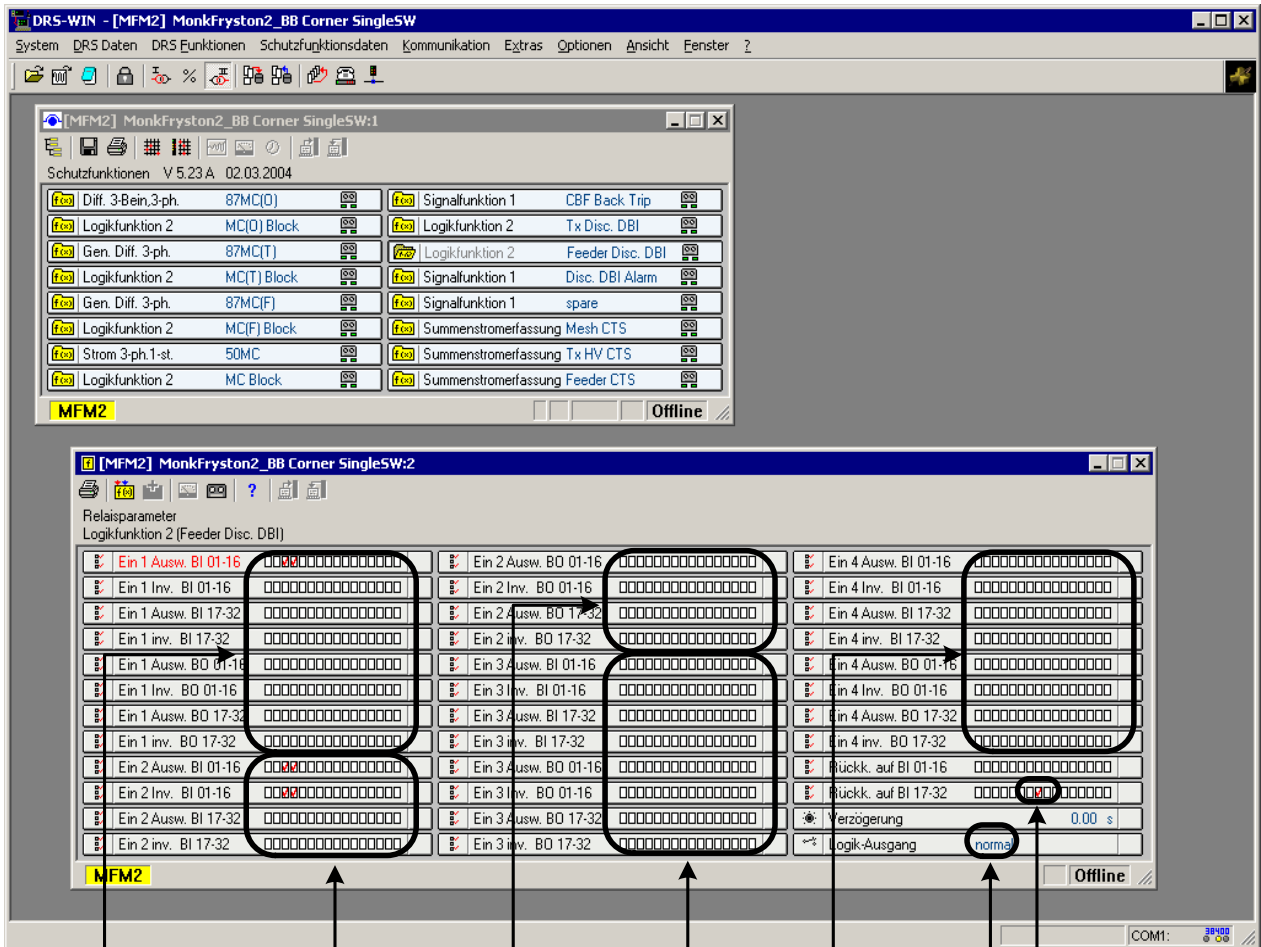 DRS-WIN - [MFM2] MonkFryston2_BB Corner SingleSW
System DRS Daten DRS Funktionen Schutzfunktionsdaten Kommunikation Extras Optionen Ansicht Fenster ?
[MFM2] MonkFryston2_BB Corner SingleSW:1
Schutzfunktionen V 5.23 A 02.03.2004
f(x) Diff. 3-Bein,3-ph. 87MC(O) f(x) Signalfunktion 1 CBF Back Trip
f(x) Logikfunktion 2 MC(O) Block f(x) Logikfunktion 2 Tx Disc. DBI
f(x) Gen. Diff. 3-ph. 87MC(T) f(x) Logikfunktion 2 Feeder Disc. DBI
f(x) Logikfunktion 2 MC(T) Block f(x) Signalfunktion 1 Disc. DBI Alarm
f(x) Gen. Diff. 3-ph. 87MC(F) f(x) Signalfunktion 1 spare
f(x) Logikfunktion 2 MC(F) Block f(x) Summenstromerfassung Mesh CTS
f(x) Strom 3-ph.1-st. 50MC f(x) Summenstromerfassung Tx HV CTS
f(x) Logikfunktion 2 MC Block f(x) Summenstromerfassung Feeder CTS
MFM2 Offline
[MFM2] MonkFryston2_BB Corner SingleSW:2
Relaisparameter
Logikfunktion 2 (Feeder Disc. DBI)
Ein 1 Ausw. BI 01-16 Ein 2 Ausw. BO 01-16 Ein 4 Ausw. BI 01-16
Ein 1 Inv. BI 01-16 Ein 2 Inv. BO 01-16 Ein 4 Inv. BI 01-16
Ein 1 Ausw. BI 17-32 Ein 2 Ausw. BO 17-32 Ein 4 Ausw. BI 17-32
Ein 1 inv. BI 17-32 Ein 2 inv. BO 17-32 Ein 4 inv. BI 17-32
Ein 1 Ausw. BO 01-16 Ein 3 Ausw. BI 01-16 Ein 4 Ausw. BO 01-16
Ein 1 Inv. BO 01-16 Ein 3 Inv. BI 01-16 Ein 4 Inv. BO 01-16
Ein 1 Ausw. BO 17-32 Ein 3 Ausw. BI 17-32 Ein 4 Ausw. BO 17-32
Ein 1 inv. BO 17-32 Ein 3 inv. BI 17-32 Ein 4 inv. BO 17-32
Ein 2 Ausw. BI 01-16 Ein 3 Ausw. BO 01-16 Rückk. auf BI 01-16
Ein 2 Inv. BI 01-16 Ein 3 Inv. BO 01-16 Rückk. auf BI 17-32
Ein 2 Ausw. BI 17-32 Ein 3 Ausw. BO 17-32 Verzögerung 0.00 s
Ein 2 inv. BI 17-32 Ein 3 inv. BO 17-32 Logik-Ausgang normal
MFM2 Offline
COM1: 38400